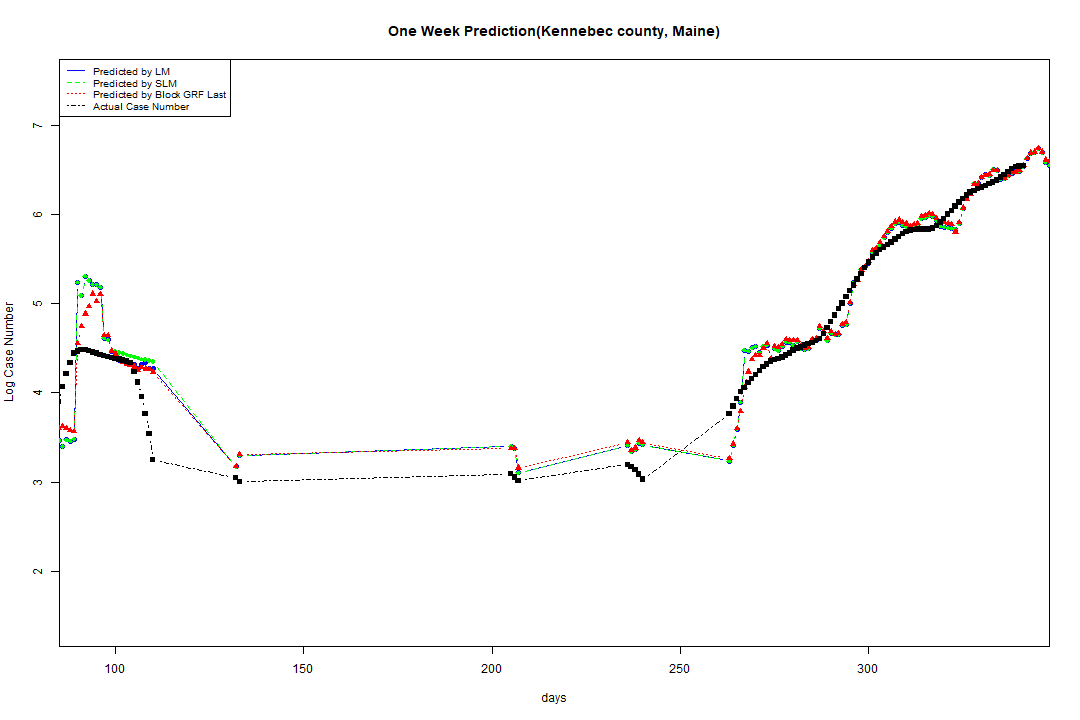 One Week Prediction(Kennebec county, Maine)
Predicted by LM
Predicted by SLM
Predicted by Block GRF Last
Actual Case Number
Log Case Number
7
6
5
4
3
2
100 150 200 250 300
days